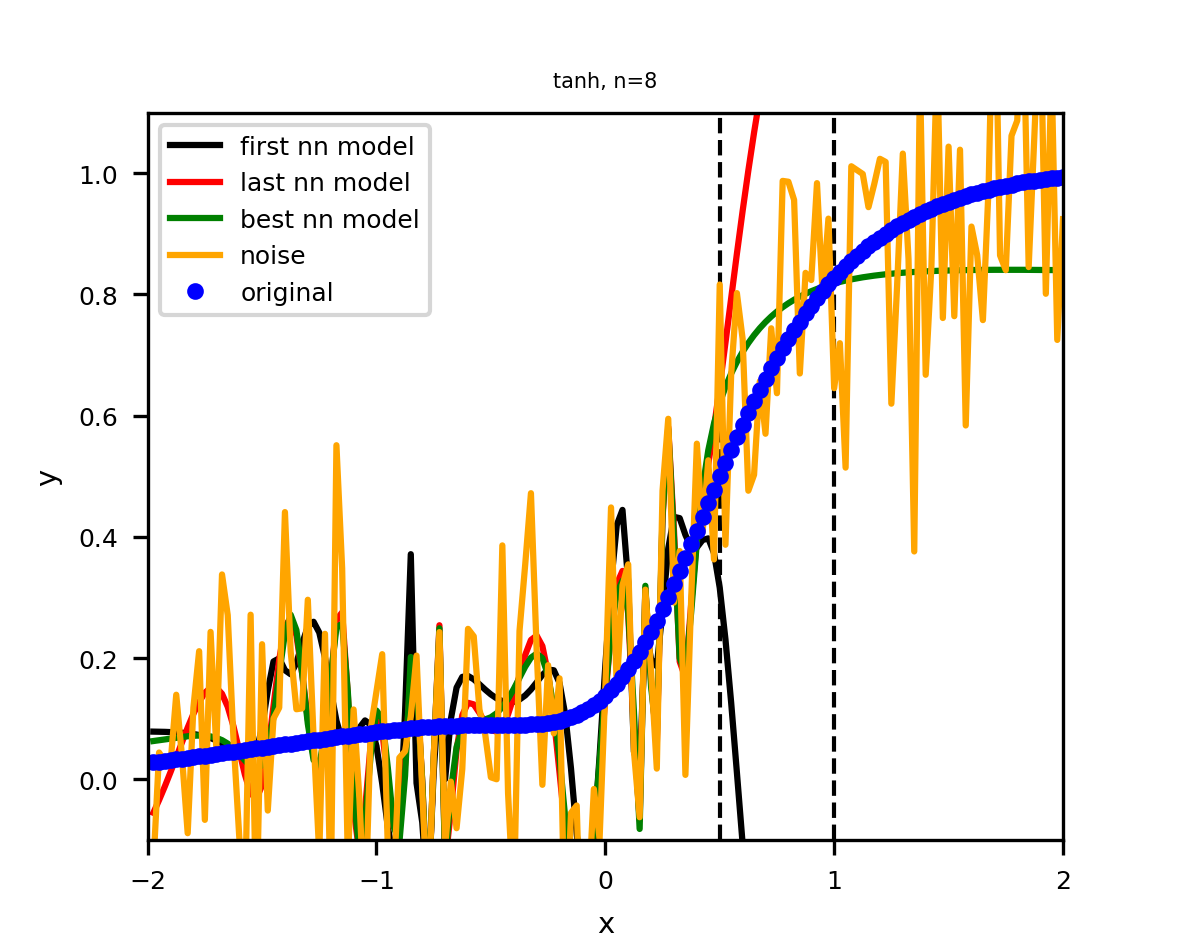 tanh, n=8
first nn model
last nn model
best nn model
noise
original
1.0
0.8
0.6
0.4
0.2
0.0
y
−2
−1
0
1
2
x